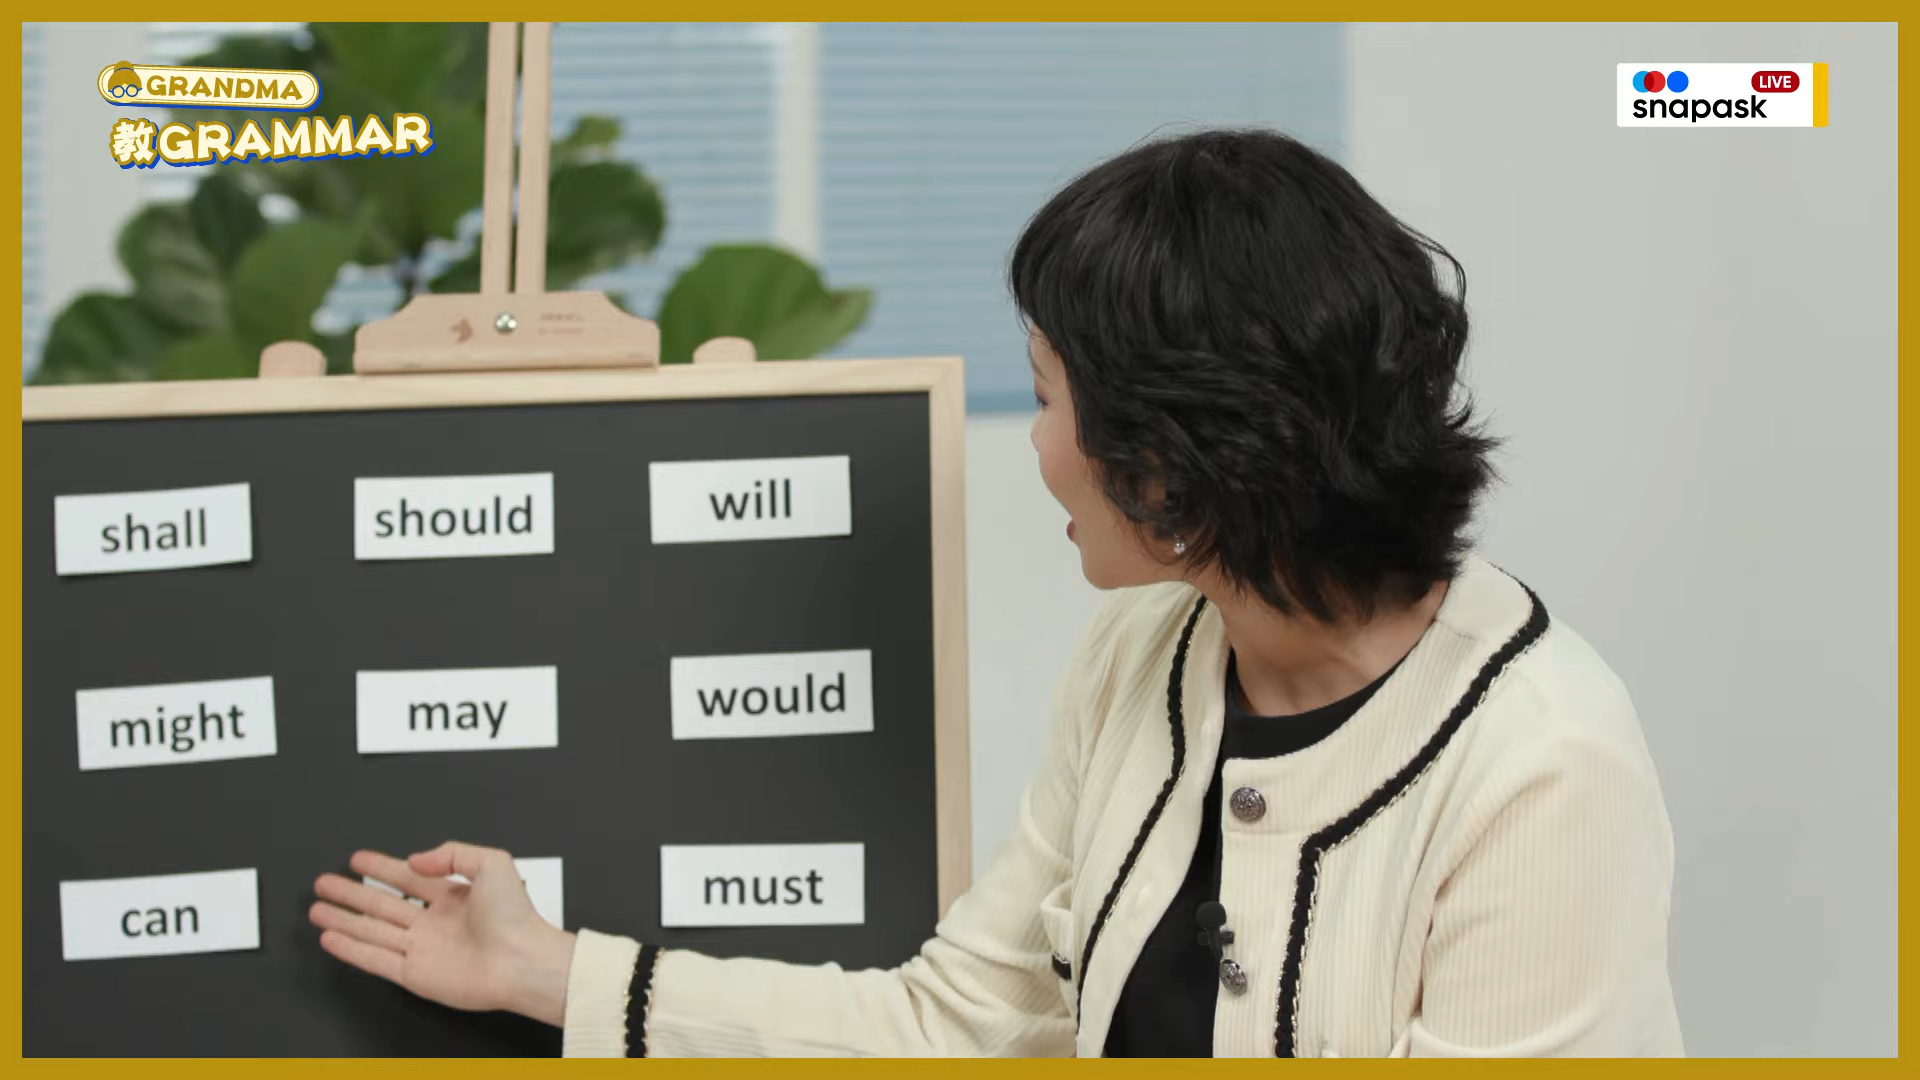 GRANDMA
教GRAMMAR
LIVE
snapask
shall should will
might may would
can must